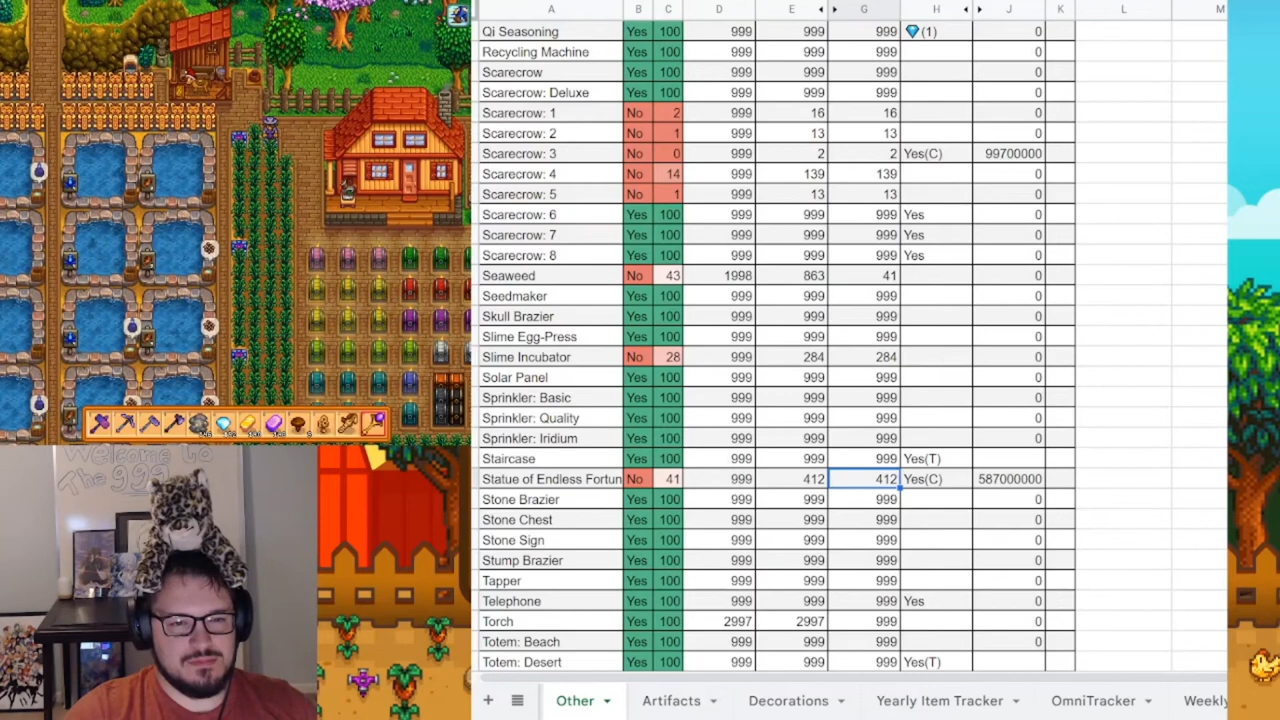 A B C D E G H J K L M
Qi Seasoning Yes 100 999 999 999 (1) 0
Recycling Machine Yes 100 999 999 999 0
Scarecrow Yes 100 999 999 999 0
Scarecrow: Deluxe Yes 100 999 999 999 0
Scarecrow: 1 No 2 999 16 16
Scarecrow: 2 No 1 999 13 13
Scarecrow: 3 No 0 999 2 2 Yes(C) 99700000
Scarecrow: 4 No 14 999 139 139
Scarecrow: 5 No 1 999 13 13
Scarecrow: 6 Yes 100 999 999 999 Yes 0
Scarecrow: 7 Yes 100 999 999 999 Yes 0
Scarecrow: 8 Yes 100 999 999 999 Yes 0
Seaweed No 43 1998 863 41
Seedmaker Yes 100 999 999 999 0
Skull Brazier Yes 100 999 999 999 0
Slime Egg-Press Yes 100 999 999 999 0
Slime Incubator No 28 999 284 284
Solar Panel Yes 100 999 999 999 0
Sprinkler: Basic Yes 100 999 999 999 0
Sprinkler: Quality Yes 100 999 999 999 0
Sprinkler: Iridium Yes 100 999 999 999 0
Staircase Yes 100 999 999 999 Yes(T)
Statue of Endless Fortun No 41 999 412 412 Yes(C) 587000000
Stone Brazier Yes 100 999 999 999 0
Stone Chest Yes 100 999 999 999 0
Stone Sign Yes 100 999 999 999 0
Stump Brazier Yes 100 999 999 999 0
Tapper Yes 100 999 999 999 0
Telephone Yes 100 999 999 999 Yes 0
Torch Yes 100 2997 2997 999 0
Totem: Beach Yes 100 999 999 999 0
Totem: Desert Yes 100 999 999 999 Yes(T)
+ Other Artifacts Decorations Yearly Item Tracker OmniTracker Weekly
Welcome to
The 999